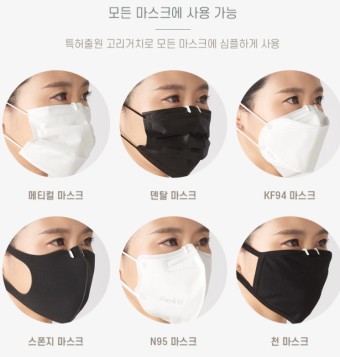 모든 마스크에 사용 가능
특허출원 고리거치로 모든 마스크에 심플하게 사용
메티컬 마스크
덴탈 마스크
KF94 마스크
스폰지 마스크
N95 마스크
천 마스크